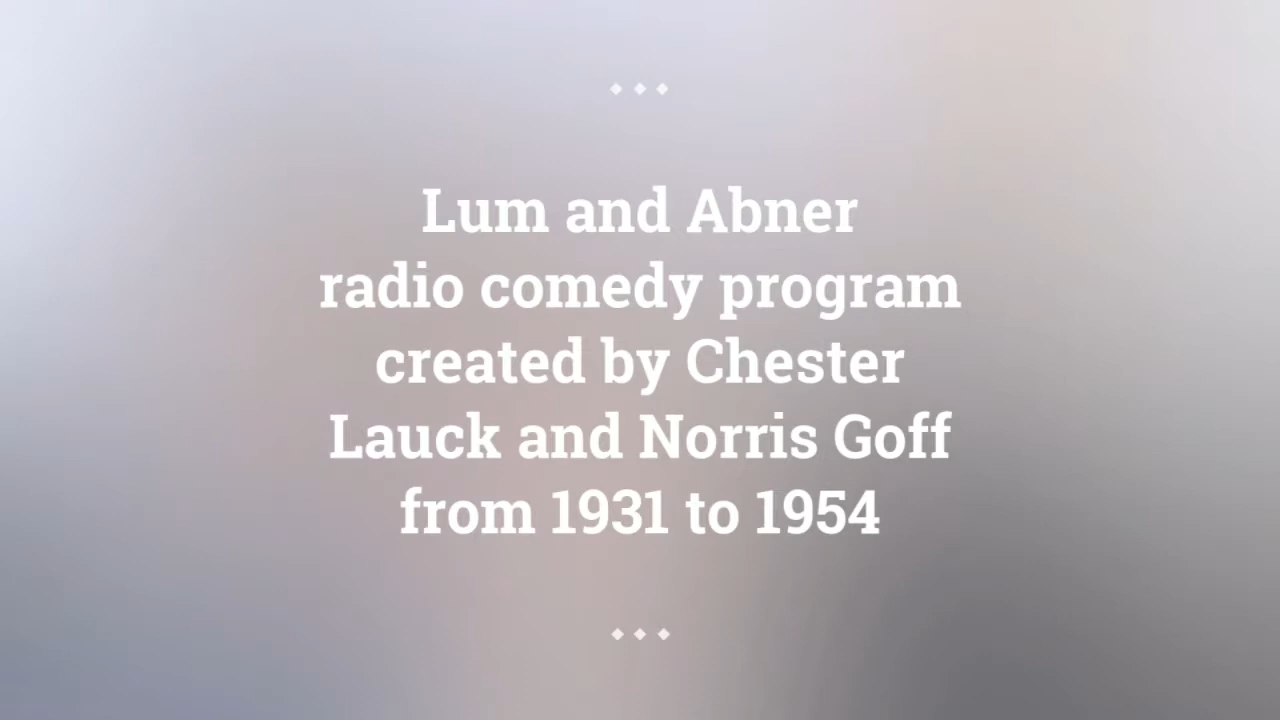 Lum and Abner
radio comedy program
created by Chester
Lauck and Norris Goff
from 1931 to 1954